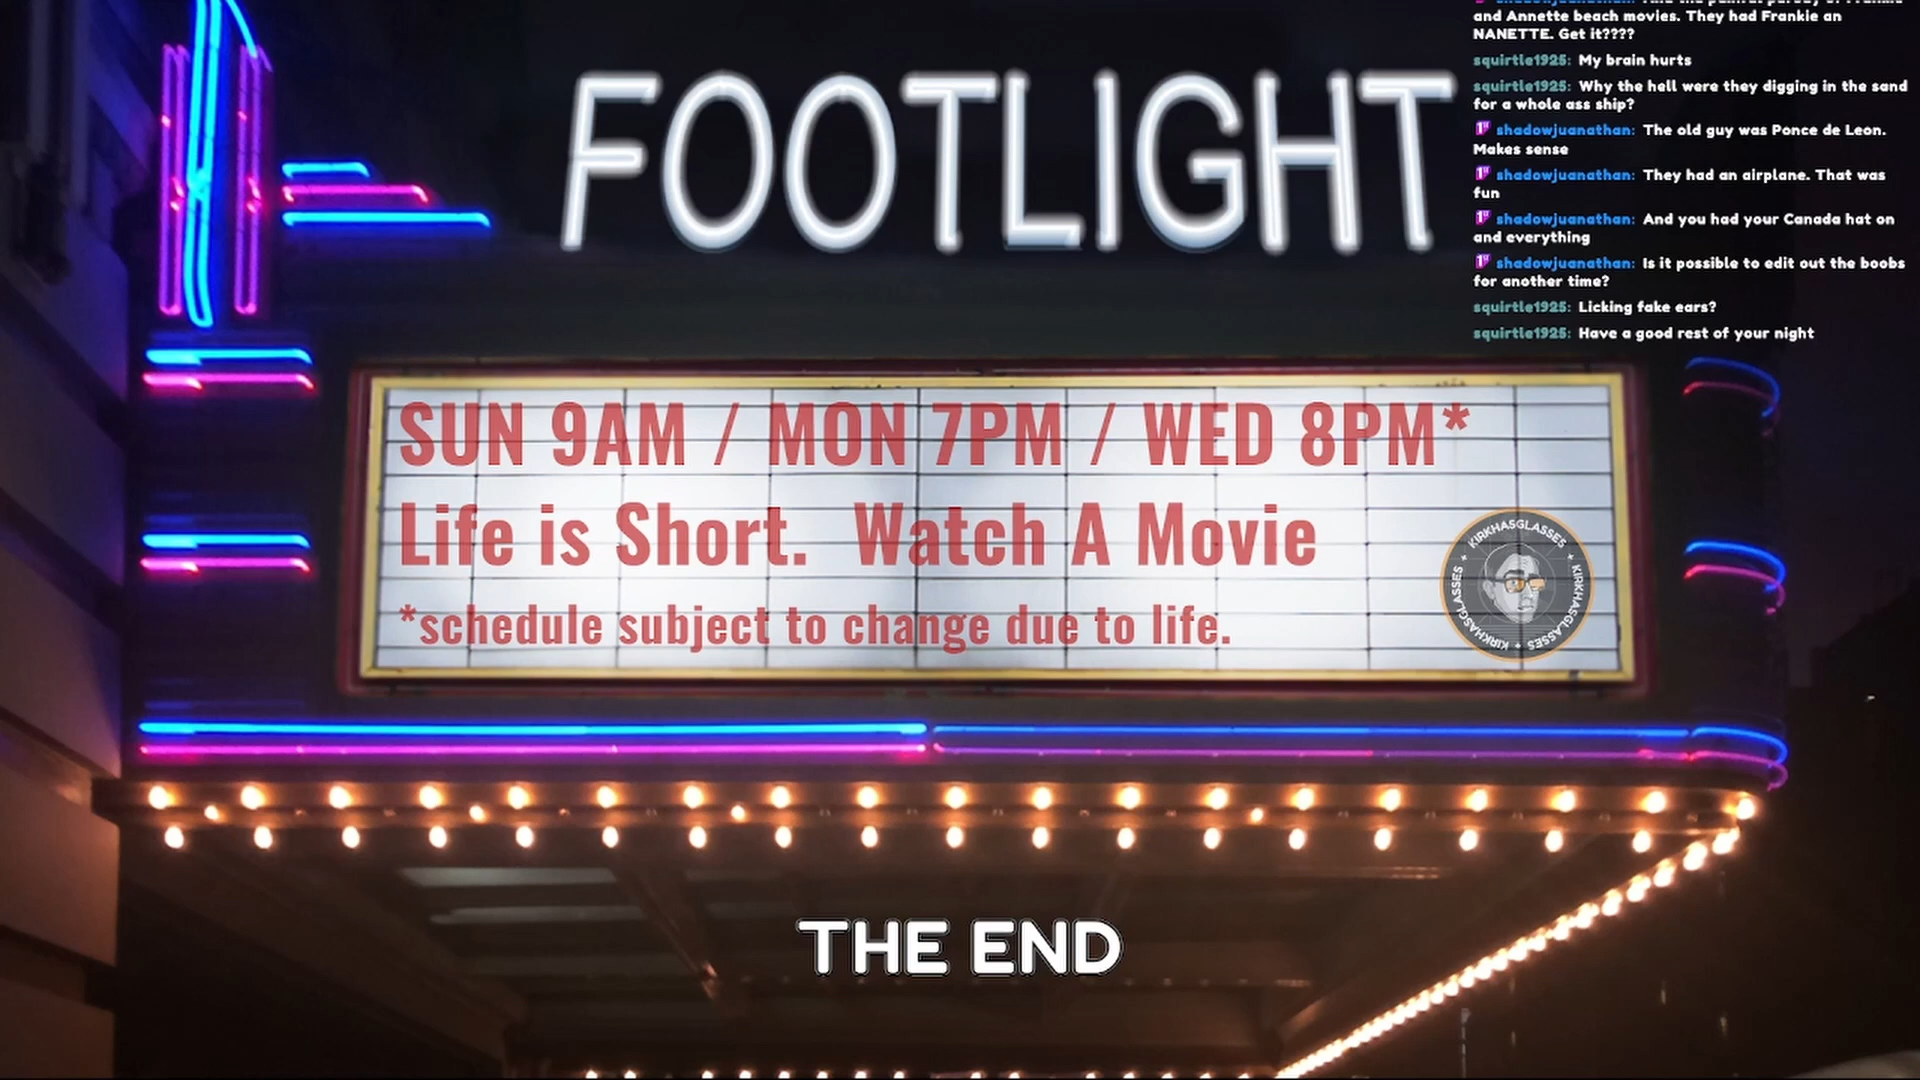 FOOTLIGHT
and Annette beach movies. They had Frankie an
NANETTE. Get it????
squirtle1925: My brain hurts
squirtle1925: Why the hell were they digging in the sand
for a whole ass ship?
shadowjuanathan: The old guy was Ponce de Leon.
Makes sense
shadowjuanathan: They had an airplane. That was
fun
shadowjuanathan: And you had your Canada hat on
and everything
shadowjuanathan: Is it possible to edit out the boobs
for another time?
squirtle1925: Licking fake ears?
squirtle1925: Have a good rest of your night
SUN 9AM / MON 7PM / WED 8PM*
Life is Short. Watch A Movie
*schedule subject to change due to life.
KIRKHASGLASSES + KIRKHASGLASSES + KIRKHASGLASSES +
THE END